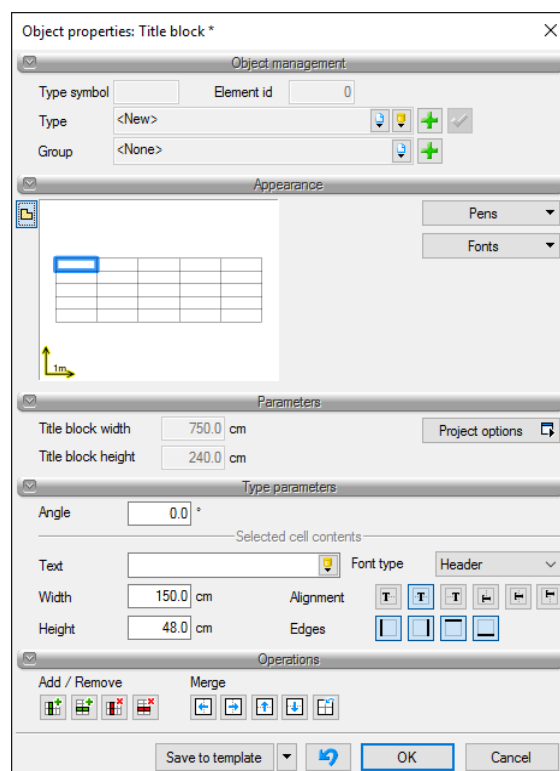 Object properties: Title block *
Object management
Type symbol Element id 0
Type <New>
Group <None>
Appearance
Pens
Fonts
1m
Parameters
Title block width 750.0 cm Project options
Title block height 240.0 cm
Type parameters
Angle 0.0 °
Selected cell contents
Text Font type Header
Width 150.0 cm Alignment T T T T T T
Height 48.0 cm Edges
Operations
Add / Remove Merge
Save to template OK Cancel